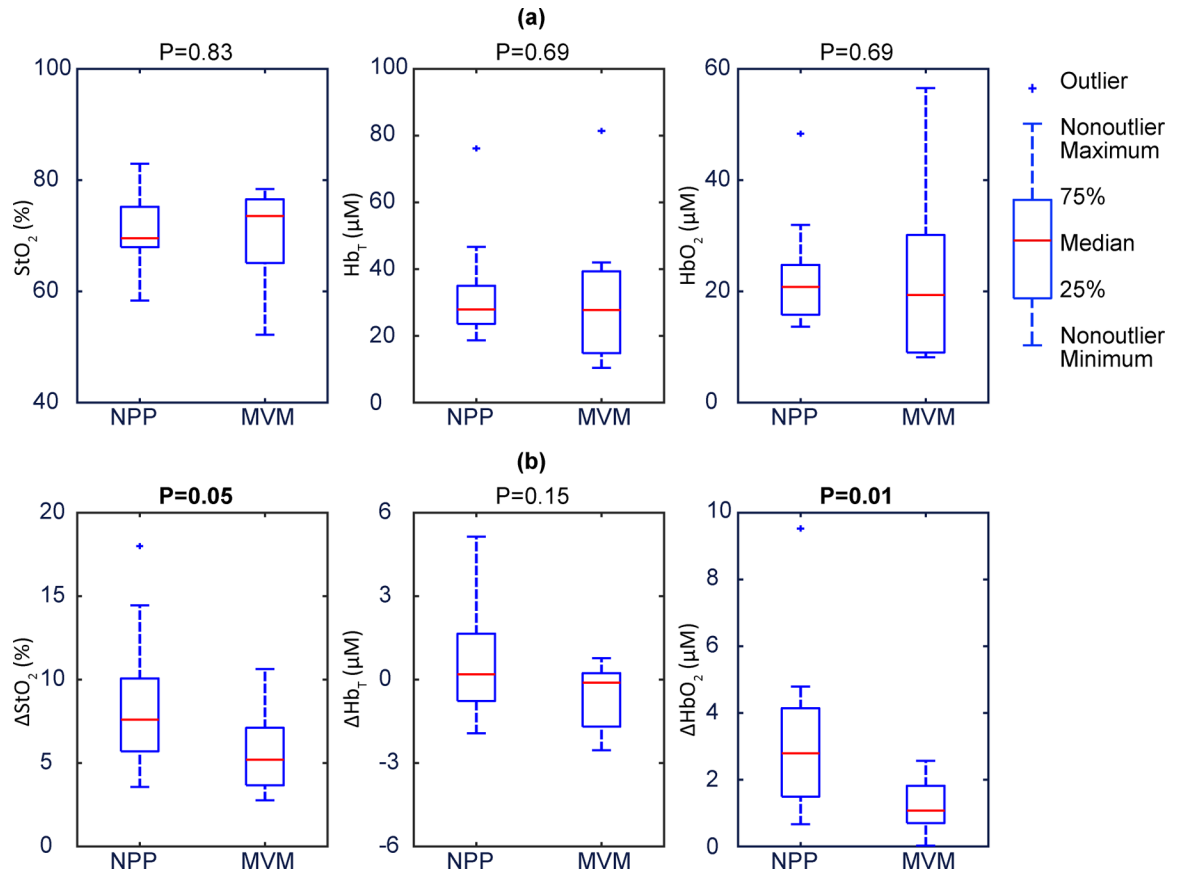 (a)
P=0.83
100
80
60
40
StO₂ (%)
NPP MVM
P=0.69
100
80
60
40
20
0
Hb_T (μM)
NPP MVM
P=0.69
60
40
20
0
HbO₂ (μM)
NPP MVM
Outlier
Nonoutlier
Maximum
75%
Median
25%
Nonoutlier
Minimum
(b)
P=0.05
20
15
10
5
0
ΔStO₂ (%)
NPP MVM
P=0.15
6
3
0
-3
-6
ΔHb_T (μM)
NPP MVM
P=0.01
10
8
6
4
2
0
ΔHbO₂ (μM)
NPP MVM